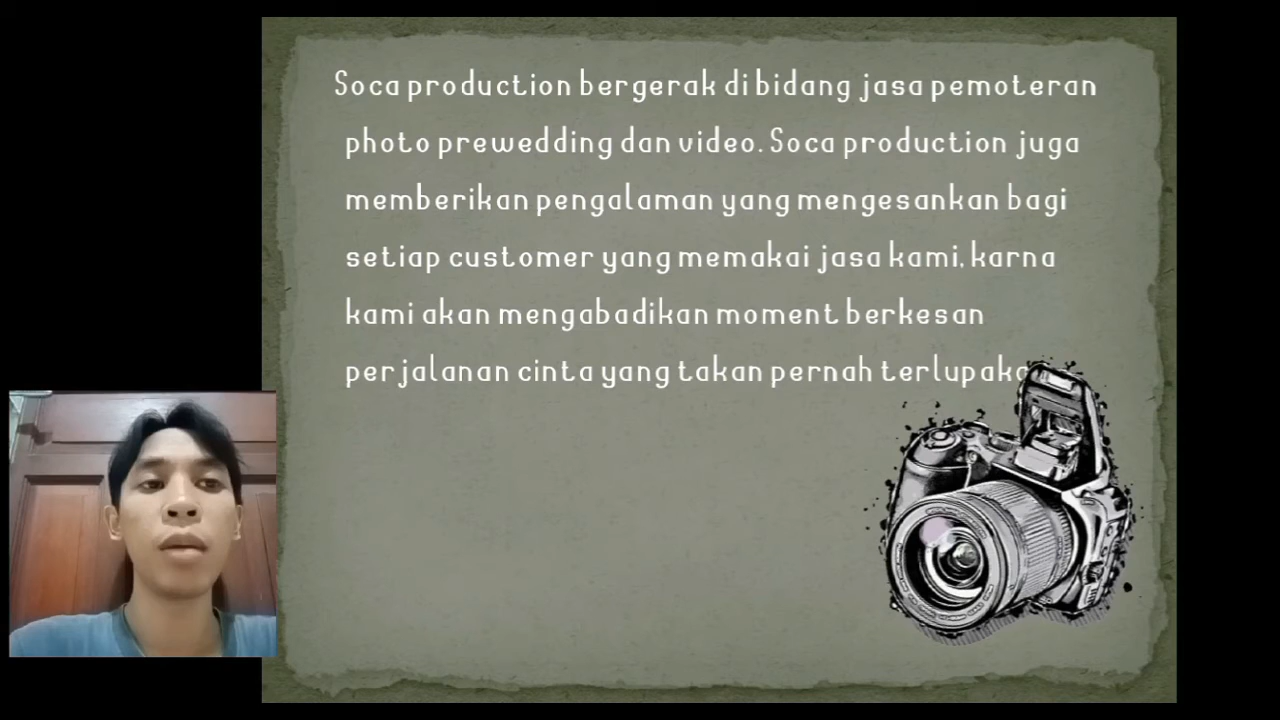 Soca production bergerak di bidang jasa pemoteran
photo prewedding dan video. Soca production juga
memberikan pengalaman yang mengesankan bagi
setiap customer yang memakai jasa kami, karna
kami akan mengabadikan moment berkesan
perjalanan cinta yang takan pernah